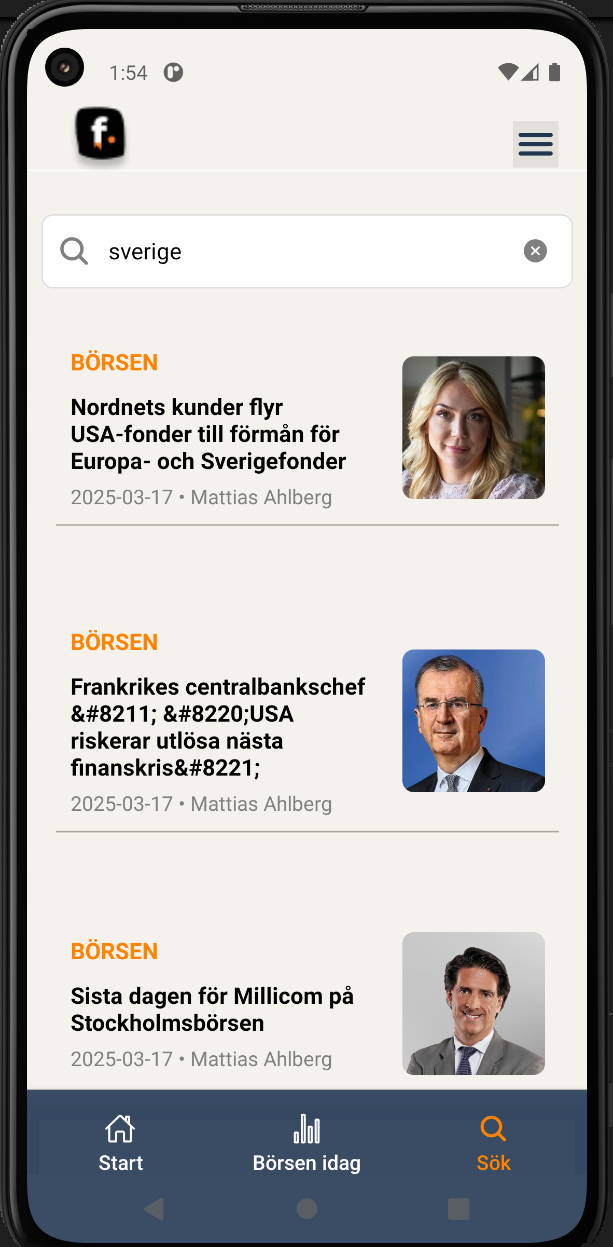 1:54
f.
sverige
BÖRSEN
Nordnets kunder flyr
USA-fonder till förmån för
Europa- och Sverigefonder
2025-03-17 • Mattias Ahlberg
BÖRSEN
Frankrikes centralbankschef
&#8211; &#8220;USA
riskerar utlösa nästa
finanskris&#8221;
2025-03-17 • Mattias Ahlberg
BÖRSEN
Sista dagen för Millicom på
Stockholmsbörsen
2025-03-17 • Mattias Ahlberg
Start
Börsen idag
Sök